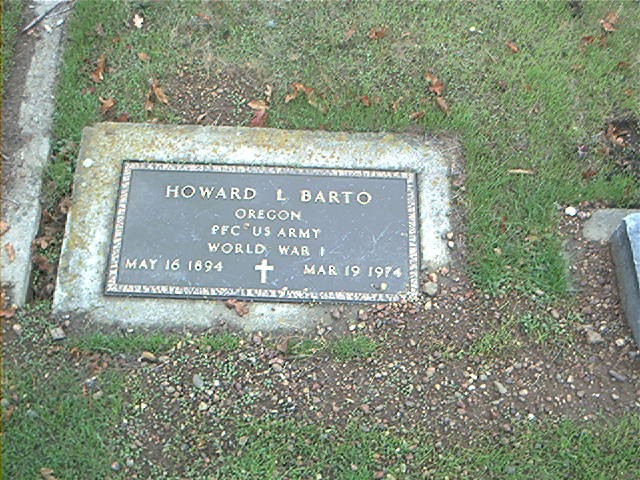 HOWARD L BARTO
OREGON
PFC US ARMY
WORLD WAR I
MAY 16 1894 MAR 19 1974